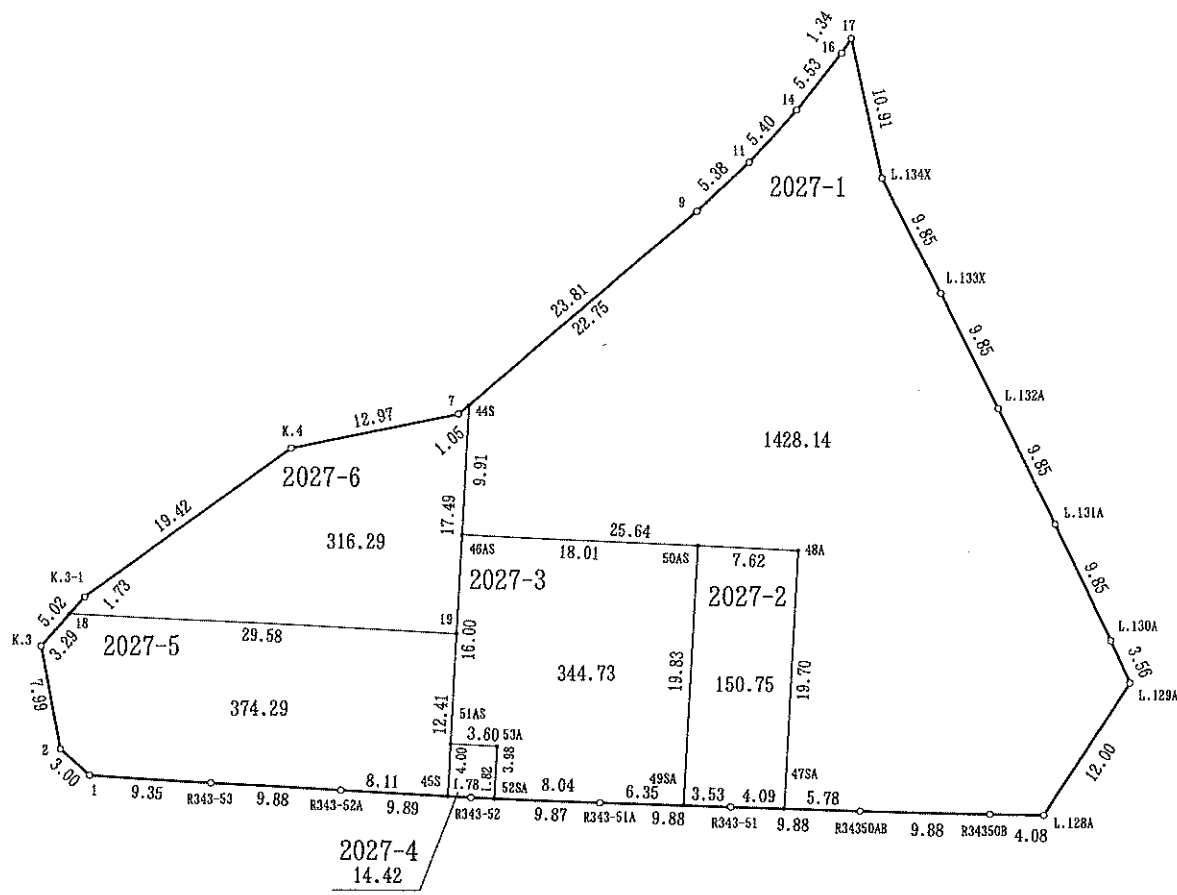 17
1.34
16
5.53
14
10.91
5.40
11
L.134X
5.38
2027-1
9
9.85
L.133X
23.81
22.75
9.85
7
44S
L.132A
12.97
1.05
K.4
1428.14
9.91
2027-6
9.85
19.42
17.49
L.131A
316.29
25.64
46AS
18.01
50AS
7.62
48A
9.85
2027-3
2027-2
K.3-1
1.73
5.02
18
19
L.130A
K.3
3.29
2027-5
29.58
16.00
3.56
344.73
19.83
150.75
19.70
L.129A
7.99
374.29
12.41
51AS
3.60
53A
12.00
2
4.00
3.98
1.82
3.00
8.11
45S
1.78
52SA
8.04
49SA
47SA
1
9.35
R343-53
9.88
R343-52A
9.89
R343-52
9.87
R343-51A
6.35
9.88
3.53
R343-51
4.09
9.88
5.78
R34350AB
9.88
R34350B
4.08
L.128A
2027-4
14.42